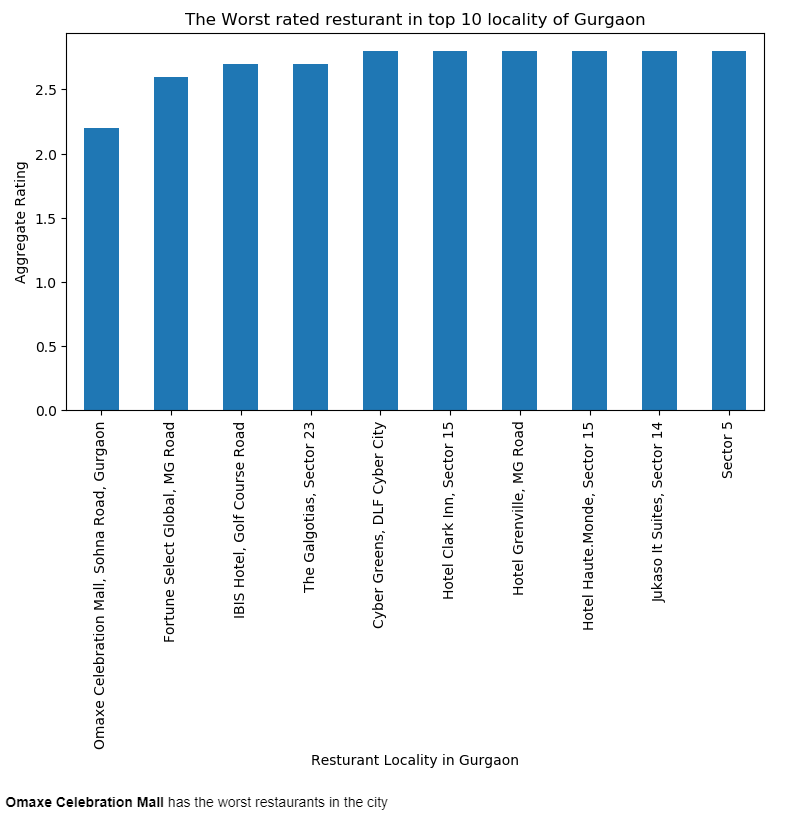 The Worst rated resturant in top 10 locality of Gurgaon
Aggregate Rating
2.5
2.0
1.5
1.0
0.5
0.0
Omaxe Celebration Mall, Sohna Road, Gurgaon
Fortune Select Global, MG Road
IBIS Hotel, Golf Course Road
The Galgotias, Sector 23
Cyber Greens, DLF Cyber City
Hotel Clark Inn, Sector 15
Hotel Grenville, MG Road
Hotel Haute.Monde, Sector 15
Jukaso It Suites, Sector 14
Sector 5
Resturant Locality in Gurgaon
Omaxe Celebration Mall has the worst restaurants in the city